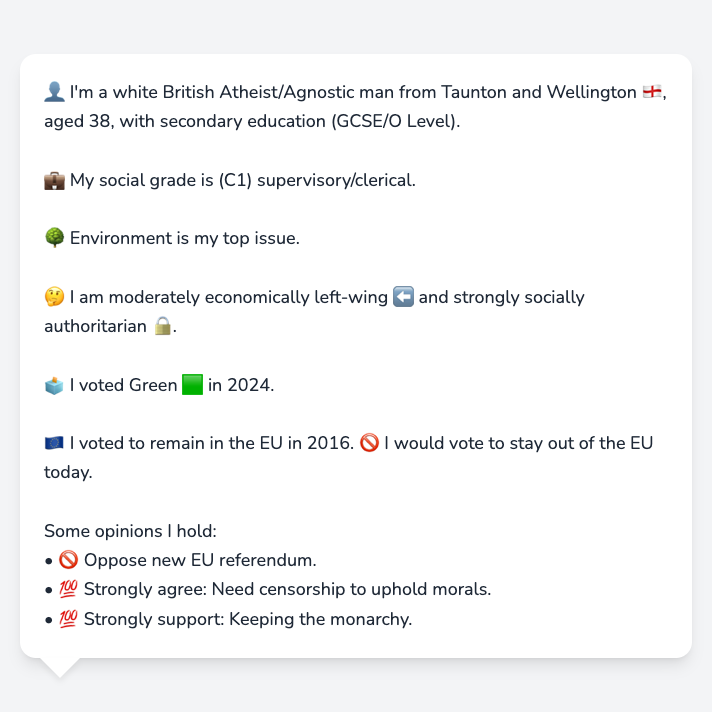 👤 I'm a white British Atheist/Agnostic man from Taunton and Wellington 🏴󠁧󠁢󠁥󠁮󠁧󠁿,
aged 38, with secondary education (GCSE/O Level).
💼 My social grade is (C1) supervisory/clerical.
🌳 Environment is my top issue.
🤔 I am moderately economically left-wing ⬅️ and strongly socially
authoritarian 🔒.
🗳️ I voted Green 🟩 in 2024.
🇪🇺 I voted to remain in the EU in 2016. 🚫 I would vote to stay out of the EU
today.
Some opinions I hold:
• 🚫 Oppose new EU referendum.
• 💯 Strongly agree: Need censorship to uphold morals.
• 💯 Strongly support: Keeping the monarchy.